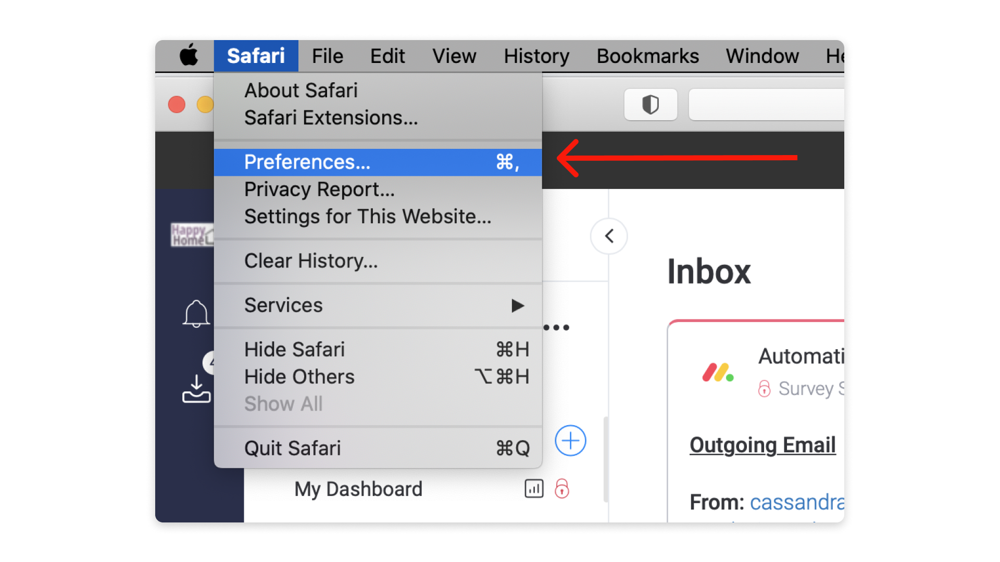 Safari File Edit View History Bookmarks Window
About Safari
Safari Extensions...
Preferences... ⌘,
Privacy Report...
Settings for This Website...
Clear History...
Services
Hide Safari ⌘H
Hide Others ⌥⌘H
Show All
Quit Safari ⌘Q
Happy
Home
My Dashboard
Inbox
Automati
Survey
Outgoing Email
From: cassandra